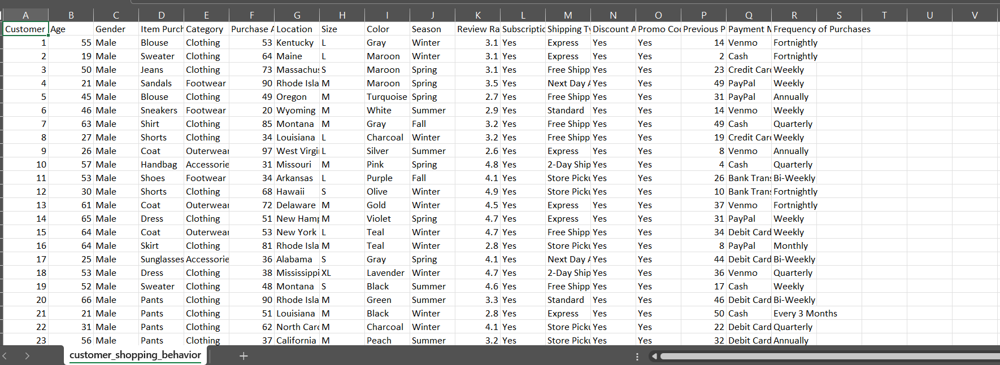 A B C D E F G H I J K L M N O P Q R S T U V
Customer Age Gender Item Purch Category Purchase A Location Size Color Season Review Ra Subscriptic Shipping Ty Discount A Promo Coc Previous P Payment M Frequency of Purchases
1 55 Male Blouse Clothing 53 Kentucky L Gray Winter 3.1 Yes Express Yes Yes 14 Venmo Fortnightly
2 19 Male Sweater Clothing 64 Maine L Maroon Winter 3.1 Yes Express Yes Yes 2 Cash Fortnightly
3 50 Male Jeans Clothing 73 Massachus S Maroon Spring 3.1 Yes Free Shipp Yes Yes 23 Credit Card Weekly
4 21 Male Sandals Footwear 90 Rhode Isla M Maroon Spring 3.5 Yes Next Day A Yes Yes 49 PayPal Weekly
5 45 Male Blouse Clothing 49 Oregon M Turquoise Spring 2.7 Yes Free Shipp Yes Yes 31 PayPal Annually
6 46 Male Sneakers Footwear 20 Wyoming M White Summer 2.9 Yes Standard Yes Yes 14 Venmo Weekly
7 63 Male Shirt Clothing 85 Montana M Gray Fall 3.2 Yes Free Shipp Yes Yes 49 Cash Quarterly
8 27 Male Shorts Clothing 34 Louisiana L Charcoal Winter 3.2 Yes Free Shipp Yes Yes 19 Credit Card Weekly
9 26 Male Coat Outerwear 97 West Virgi L Silver Summer 2.6 Yes Express Yes Yes 8 Venmo Annually
10 57 Male Handbag Accessorie 31 Missouri M Pink Spring 4.8 Yes 2-Day Ship Yes Yes 4 Cash Quarterly
11 53 Male Shoes Footwear 34 Arkansas L Purple Fall 4.1 Yes Store Picku Yes Yes 26 Bank Trans Bi-Weekly
12 30 Male Shorts Clothing 68 Hawaii S Olive Winter 4.9 Yes Store Picku Yes Yes 10 Bank Trans Fortnightly
13 61 Male Coat Outerwear 72 Delaware M Gold Winter 4.5 Yes Express Yes Yes 37 Venmo Fortnightly
14 65 Male Dress Clothing 51 New Hamp M Violet Spring 4.7 Yes Express Yes Yes 31 PayPal Weekly
15 64 Male Coat Outerwear 53 New York L Teal Winter 4.7 Yes Free Shipp Yes Yes 34 Debit Card Weekly
16 64 Male Skirt Clothing 81 Rhode Isla M Teal Winter 2.8 Yes Store Picku Yes Yes 8 PayPal Monthly
17 25 Male Sunglasses Accessorie 36 Alabama S Gray Spring 4.1 Yes Next Day A Yes Yes 44 Debit Card Bi-Weekly
18 53 Male Dress Clothing 38 Mississippi XL Lavender Winter 4.7 Yes 2-Day Ship Yes Yes 36 Venmo Quarterly
19 52 Male Sweater Clothing 48 Montana S Black Summer 4.6 Yes Free Shipp Yes Yes 17 Cash Weekly
20 66 Male Pants Clothing 90 Rhode Isla M Green Summer 3.3 Yes Standard Yes Yes 46 Debit Card Bi-Weekly
21 21 Male Pants Clothing 51 Louisiana M Black Winter 2.8 Yes Express Yes Yes 50 Cash Every 3 Months
22 31 Male Pants Clothing 62 North Carc M Charcoal Winter 4.1 Yes Store Picku Yes Yes 22 Debit Card Quarterly
23 56 Male Pants Clothing 37 California M Peach Summer 3.2 Yes Store Picku Yes Yes 32 Debit Card Annually
customer_shopping_behavior